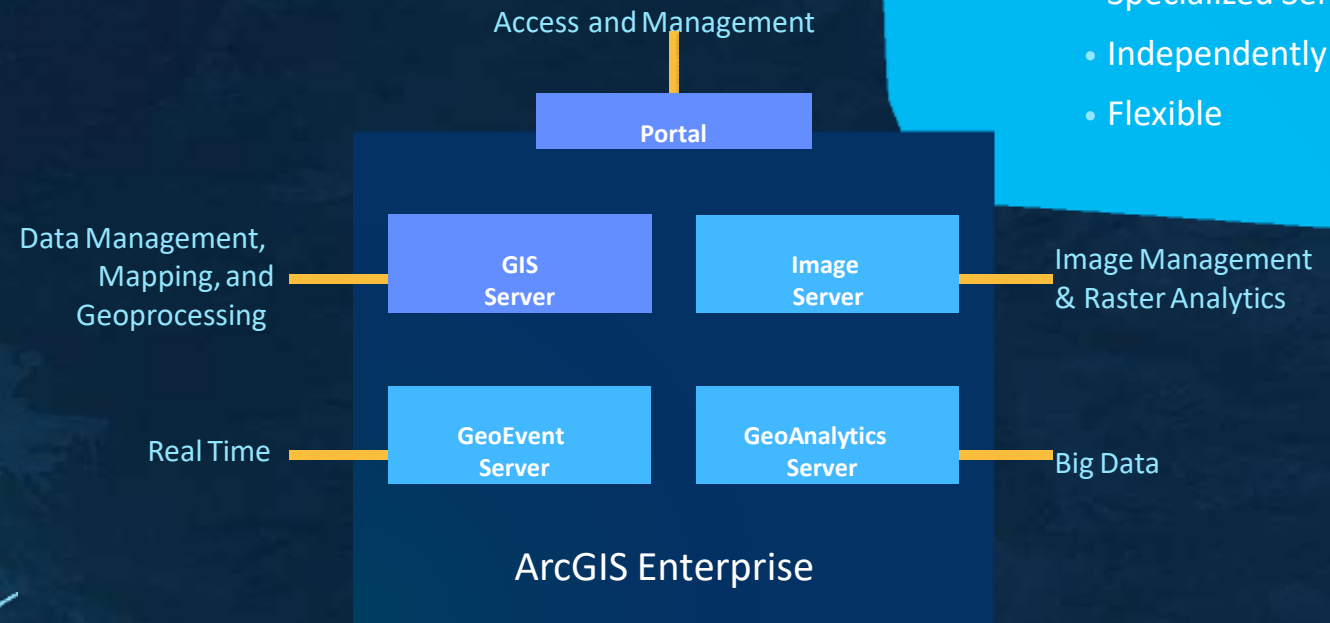 Access and Management
Specialized
• Independently
• Flexible
Portal
Data Management,
Mapping, and
Geoprocessing
GIS
Server
Image
Server
Image Management
& Raster Analytics
Real Time
GeoEvent
Server
GeoAnalytics
Server
Big Data
ArcGIS Enterprise